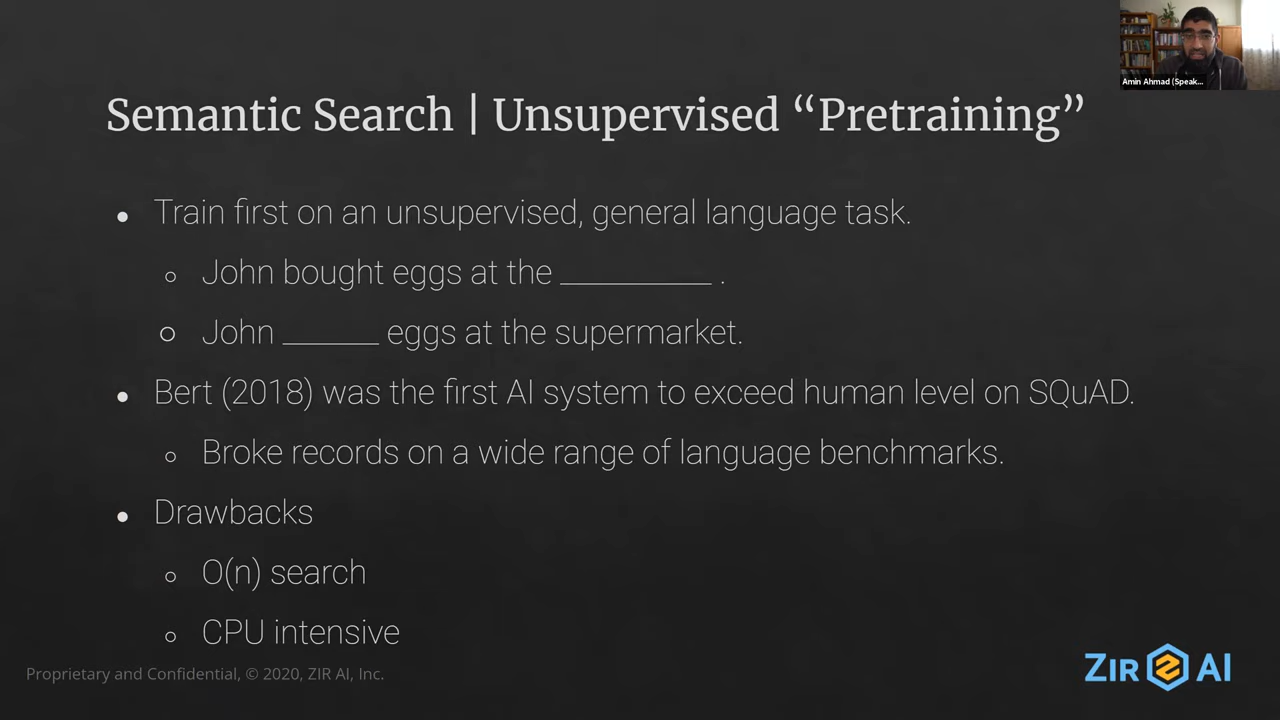 Amin Ahmad (Speak...
Semantic Search | Unsupervised “Pretraining”
● Train first on an unsupervised, general language task.
○ John bought eggs at the __________ .
○ John ______ eggs at the supermarket.
● Bert (2018) was the first AI system to exceed human level on SQuAD.
○ Broke records on a wide range of language benchmarks.
● Drawbacks
○ O(n) search
○ CPU intensive
Proprietary and Confidential, © 2020, ZIR AI, Inc.
ZIR AI